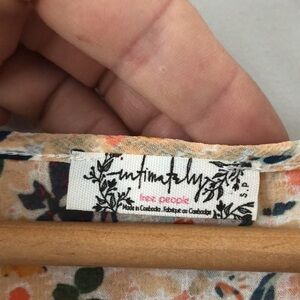 intimately
free people
Made in Cambodia . Fabriqué au Cambodge
S.P